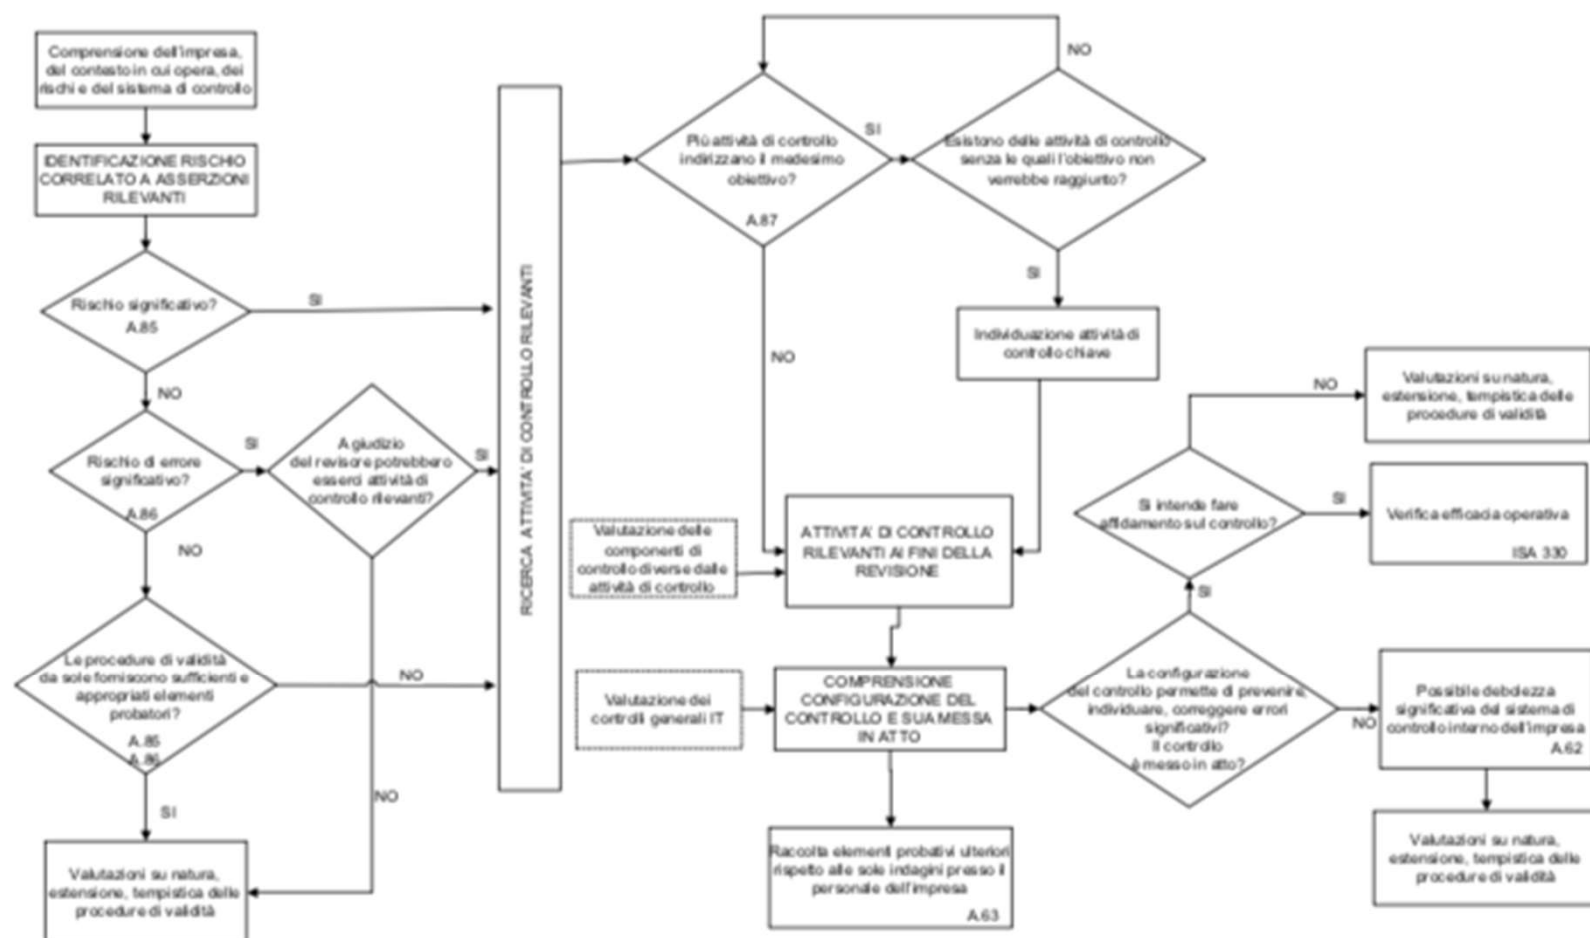 Comprensione dell'impresa,
del contesto in cui opera, dei
rischi e del sistema di controllo
IDENTIFICAZIONE RISCHIO
CORRELATO A ASSERZIONI
RILEVANTI
Rischio significativo?
A.85
SI
NO
Rischio di errore
significativo?
A.86
SI
NO
A giudizio
del revisore potrebbero
esserci attività di
controllo rilevanti?
SI
NO
Le procedure di validità
da sole forniscono sufficienti e
appropriati elementi
probatori?
A.85
A.86
NO
SI
Valutazioni su natura,
estensione, tempistica delle
procedure di validità
RICERCA ATTIVITA' DI CONTROLLO RILEVANTI
Più attività di controllo
indirizzano il medesimo
obiettivo?
A.87
SI
NO
Esistono delle attività di controllo
senza le quali l'obiettivo non
verrebbe raggiunto?
NO
SI
Individuazione attività di
controllo chiave
Valutazione delle
componenti di
controllo diverse dalle
attività di controllo
ATTIVITA' DI CONTROLLO
RILEVANTI AI FINI DELLA
REVISIONE
Valutazione dei
controlli generali IT
COMPRENSIONE
CONFIGURAZIONE DEL
CONTROLLO E SUA MESSA
IN ATTO
Raccolta elementi probativi ulteriori
rispetto alle sole indagini presso il
personale dell'impresa
A.63
La configurazione
del controllo permette di prevenire,
individuare, correggere errori
significativi?
Il controllo
è messo in atto?
SI
NO
Si intende fare
affidamento sul controllo?
NO
SI
Valutazioni su natura,
estensione, tempistica delle
procedure di validità
Verifica efficacia operativa
ISA 330
Possibile debolezza
significativa del sistema di
controllo interno dell'impresa
A.62
Valutazioni su natura,
estensione, tempistica delle
procedure di validità